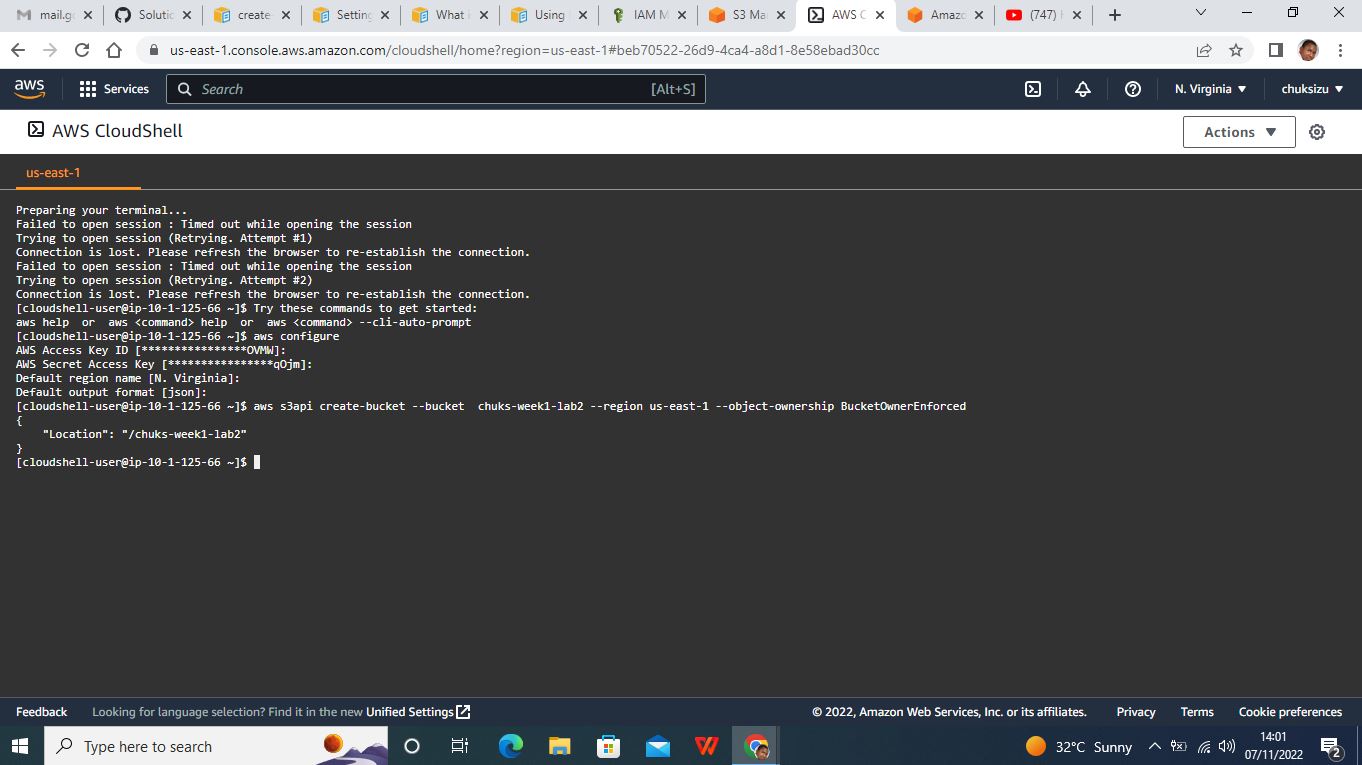 mail.g
Solutic
create-
Setting
What i
Using
IAM M
S3 Ma
AWS C
Amazo
(747)
us-east-1.console.aws.amazon.com/cloudshell/home?region=us-east-1#beb70522-26d9-4ca4-a8d1-8e58ebad30cc
aws Services Search [Alt+S] N. Virginia chuksizu
AWS CloudShell Actions
us-east-1
Preparing your terminal...
Failed to open session : Timed out while opening the session
Trying to open session (Retrying. Attempt #1)
Connection is lost. Please refresh the browser to re-establish the connection.
Failed to open session : Timed out while opening the session
Trying to open session (Retrying. Attempt #2)
Connection is lost. Please refresh the browser to re-establish the connection.
[cloudshell-user@ip-10-1-125-66 ~]$ Try these commands to get started:
aws help  or  aws <command> help  or  aws <command> --cli-auto-prompt
[cloudshell-user@ip-10-1-125-66 ~]$ aws configure
AWS Access Key ID [****************OVMW]:
AWS Secret Access Key [****************qOjm]:
Default region name [N. Virginia]:
Default output format [json]:
[cloudshell-user@ip-10-1-125-66 ~]$ aws s3api create-bucket --bucket  chuks-week1-lab2 --region us-east-1 --object-ownership BucketOwnerEnforced
{
    "Location": "/chuks-week1-lab2"
}
[cloudshell-user@ip-10-1-125-66 ~]$
Feedback Looking for language selection? Find it in the new Unified Settings © 2022, Amazon Web Services, Inc. or its affiliates. Privacy Terms Cookie preferences
Type here to search 32°C Sunny 14:01
07/11/2022 2